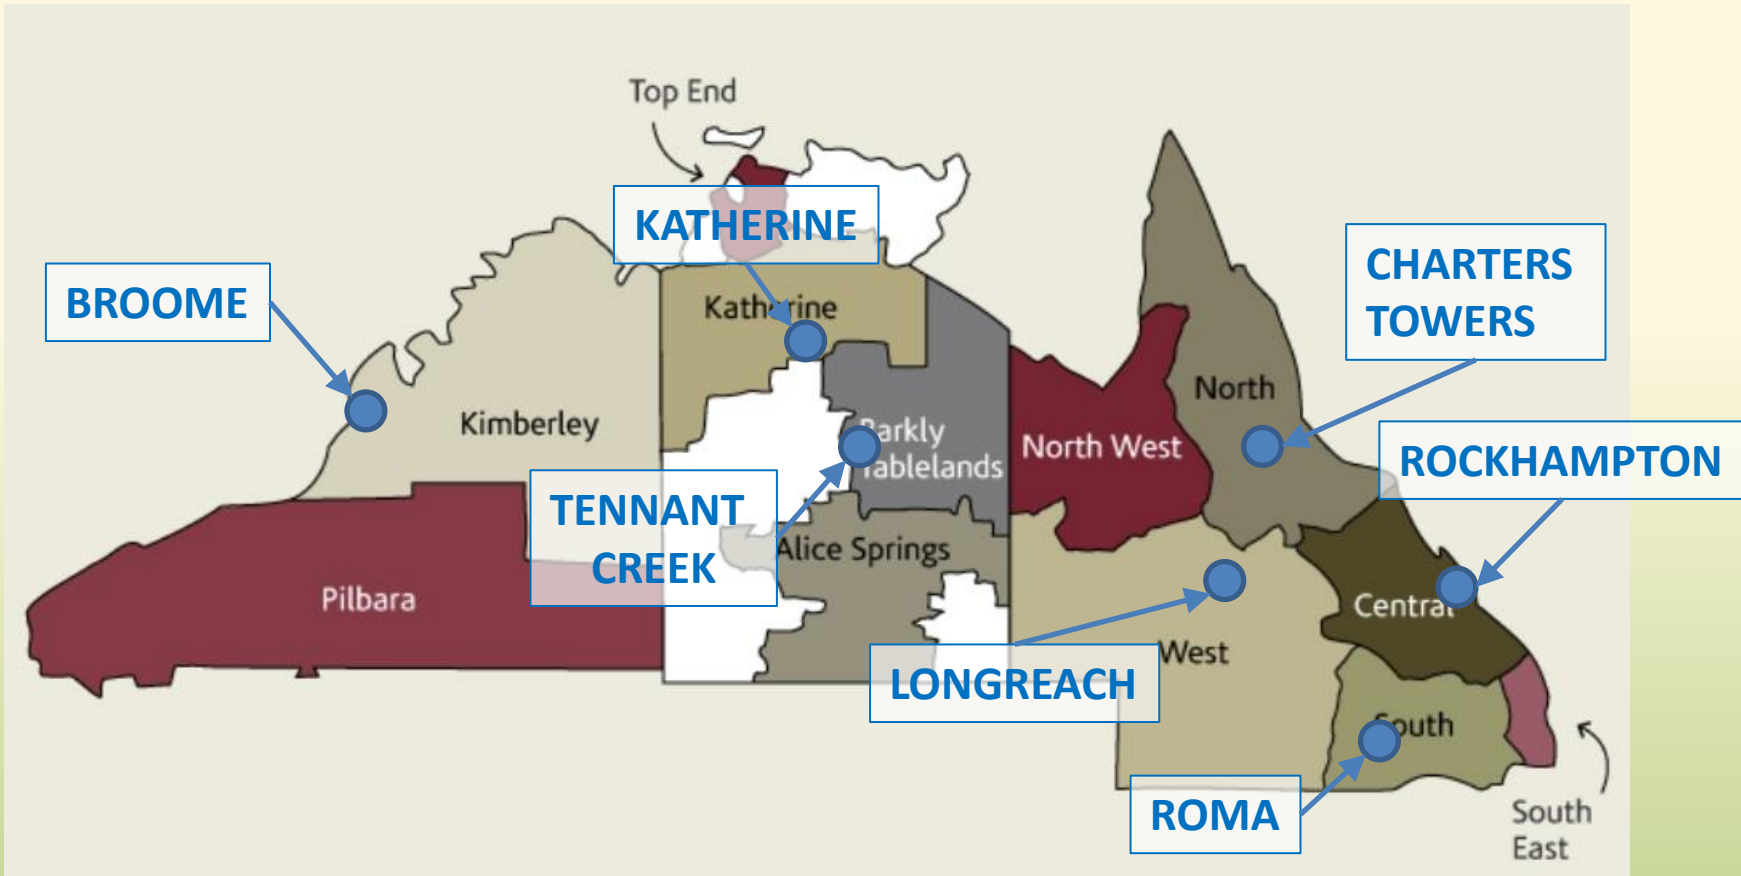 Top End
KATHERINE
BROOME
Katherine
CHARTERS
TOWERS
North
Kimberley
Barkly
Tablelands
North West
ROCKHAMPTON
TENNANT
CREEK
Alice Springs
Pilbara
Central
West
LONGREACH
South
ROMA
South
East